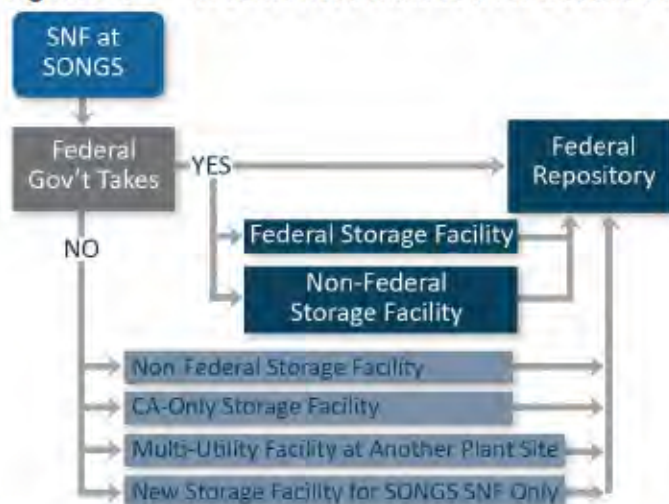 SNF at
SONGS
Federal
Gov't Takes
YES
Federal
Repository
Federal Storage Facility
NO
Non-Federal
Storage Facility
Non-Federal Storage Facility
CA-Only Storage Facility
Multi-Utility Facility at Another Plant Site
New Storage Facility for SONGS SNF Only